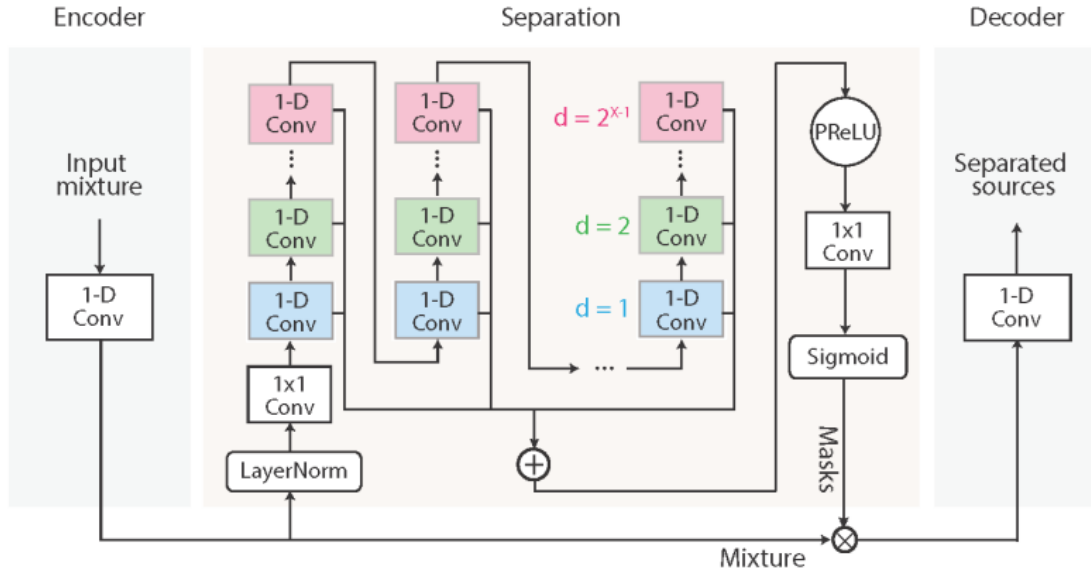 Encoder
Separation
Decoder
Input
mixture
1-D
Conv
1-D
Conv
...
1-D
Conv
1-D
Conv
1x1
Conv
LayerNorm
1-D
Conv
...
1-D
Conv
1-D
Conv
...
d = 2^X-1
1-D
Conv
...
d = 2
1-D
Conv
d = 1
1-D
Conv
+
PReLU
1x1
Conv
Sigmoid
Masks
Mixture
Separated
sources
1-D
Conv